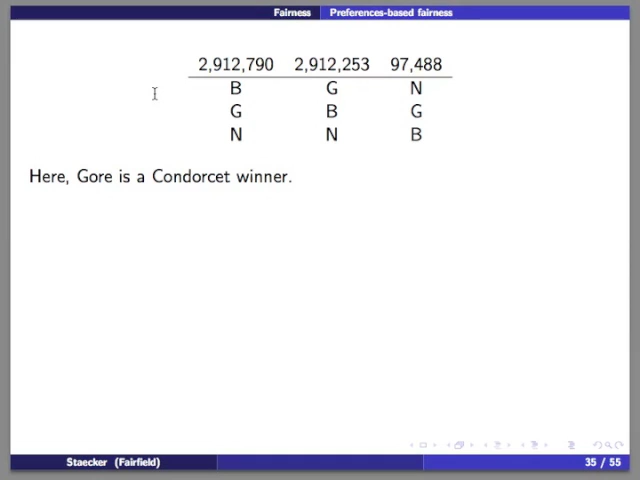 Fairness Preferences-based fairness
2,912,790 2,912,253 97,488
B G N
G B G
N N B
Here, Gore is a Condorcet winner.
Staecker (Fairfield) 35 / 55